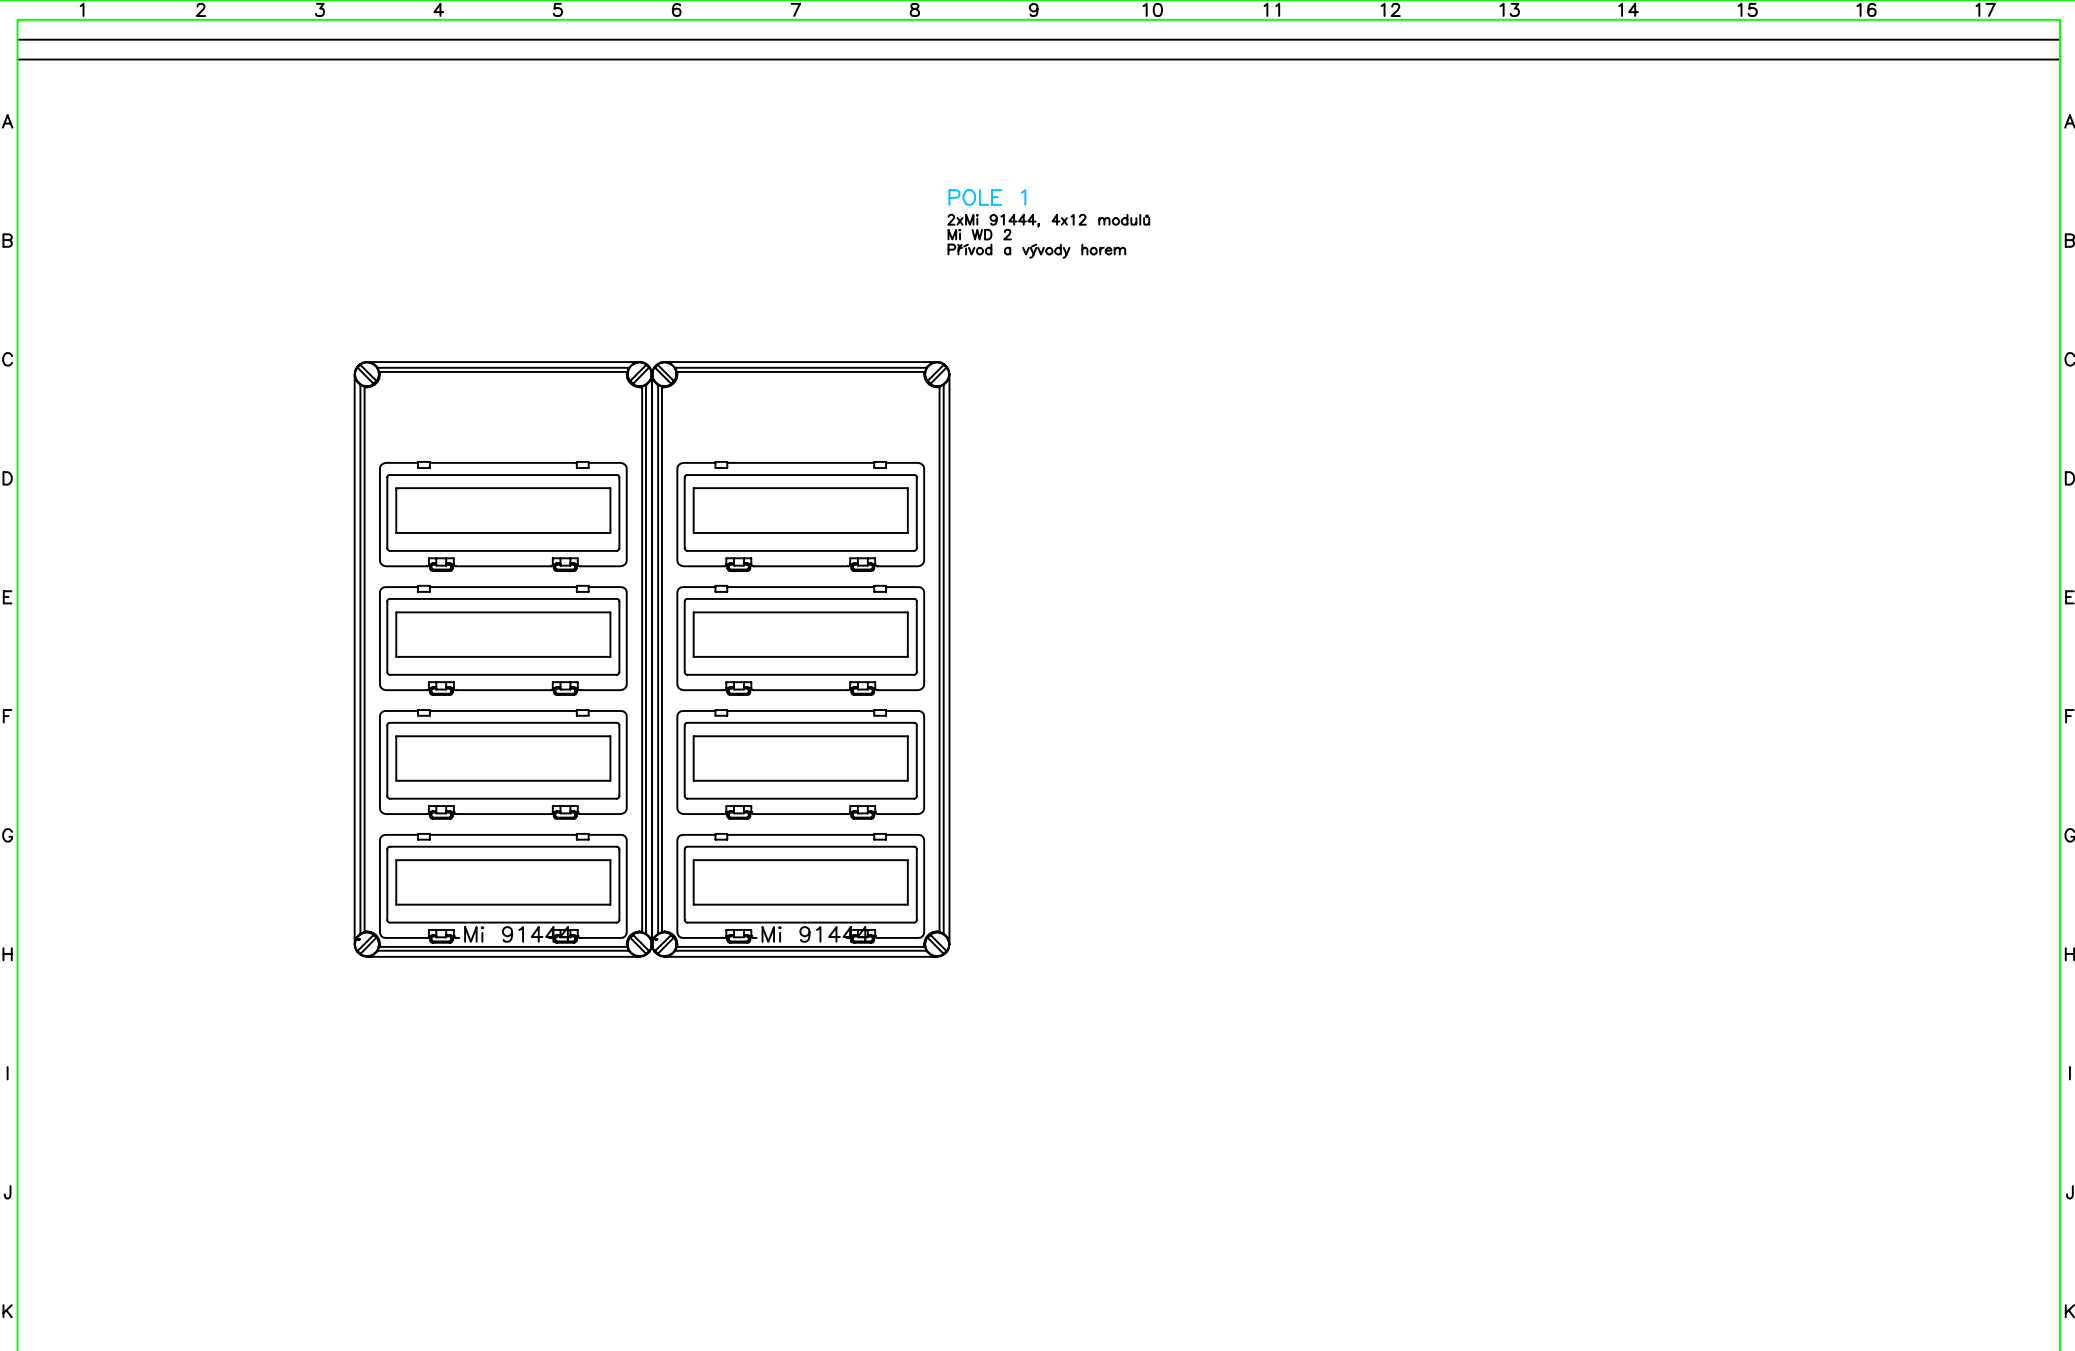 1 2 3 4 5 6 7 8 9 10 11 12 13 14 15 16 17
A A
POLE 1
2xMi 91444, 4x12 modulů
B B
Mi WD 2
Přívod a vývody horem
C C
D D
E E
F F
G G
-Mi 91444 -Mi 91444
H H
I I
J J
K K